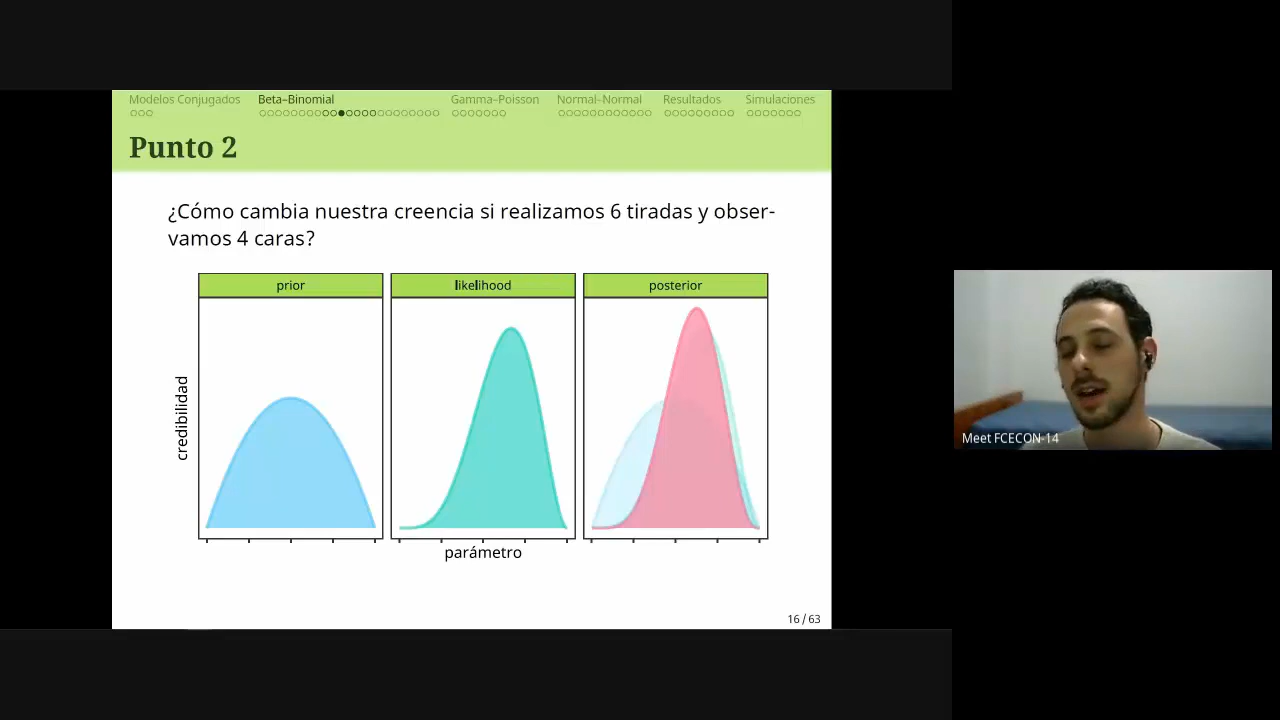 Modelos Conjugados Beta–Binomial Gamma–Poisson Normal–Normal Resultados Simulaciones
Punto 2
¿Cómo cambia nuestra creencia si realizamos 6 tiradas y obser-
vamos 4 caras?
prior likelihood posterior
credibilidad
parámetro
16 / 63
Meet FCECON-14